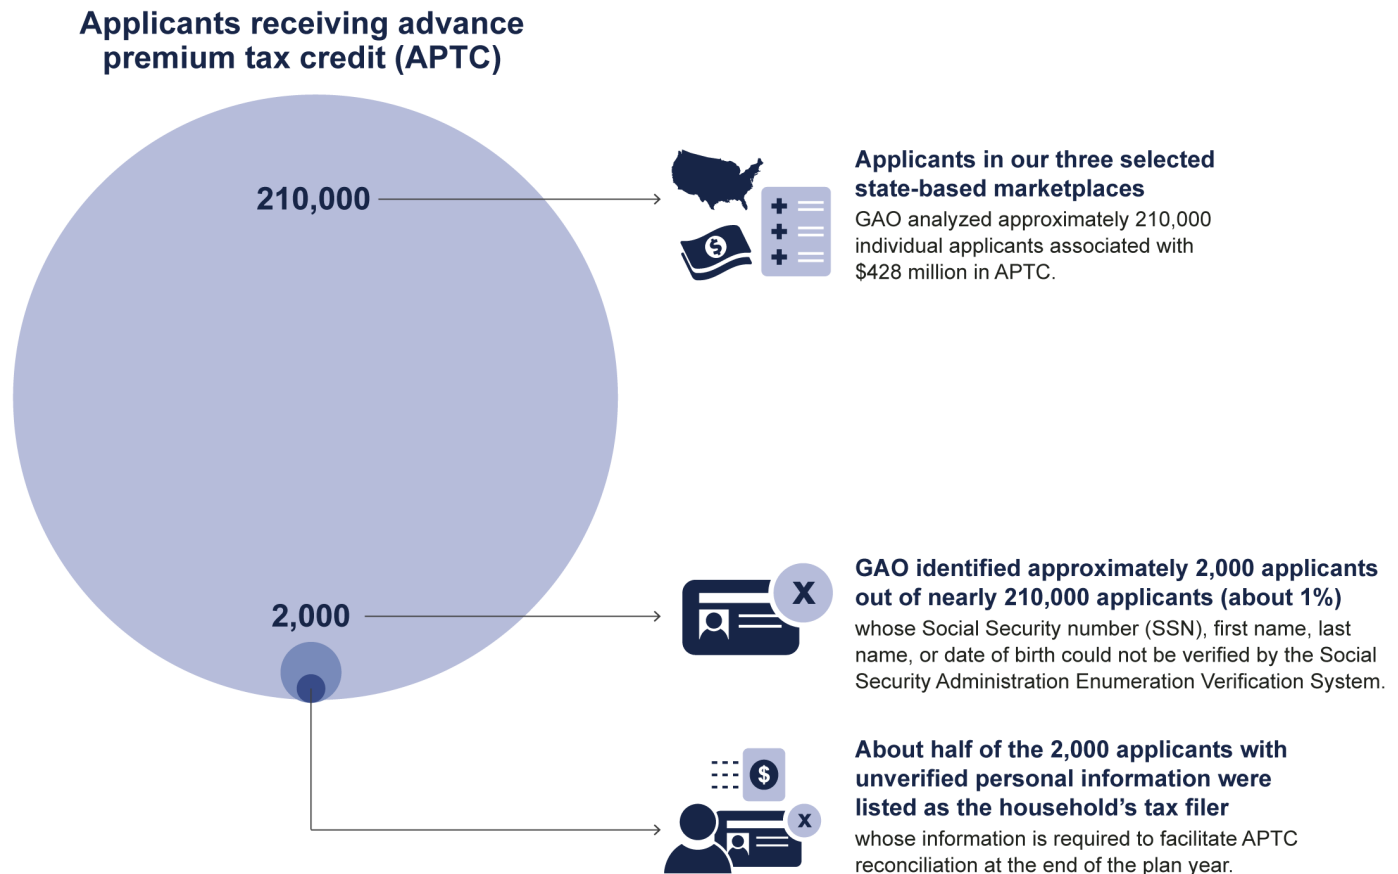 Applicants receiving advance
premium tax credit (APTC)
210,000
$
Applicants in our three selected
state-based marketplaces
GAO analyzed approximately 210,000
individual applicants associated with
$428 million in APTC.
2,000
X
GAO identified approximately 2,000 applicants
out of nearly 210,000 applicants (about 1%)
whose Social Security number (SSN), first name, last
name, or date of birth could not be verified by the Social
Security Administration Enumeration Verification System.
$
X
About half of the 2,000 applicants with
unverified personal information were
listed as the household’s tax filer
whose information is required to facilitate APTC
reconciliation at the end of the plan year.